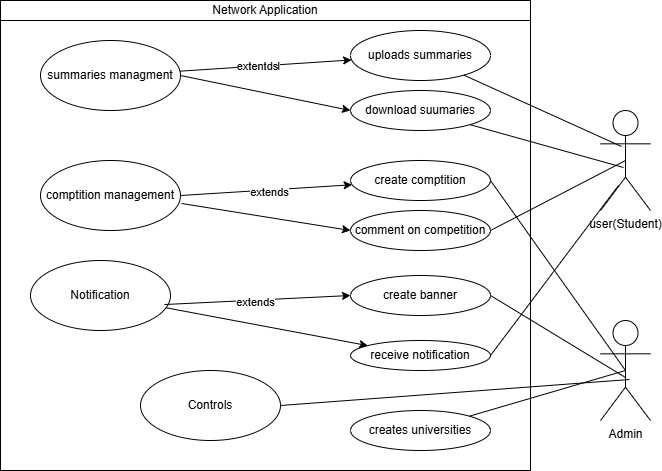 Network Application
uploads summaries
summaries managment
extentdsl
download suumaries
create comptition
comptition management
extends
comment on competition
user(Student)
Notification
create banner
extends
receive notification
Controls
creates universities
Admin